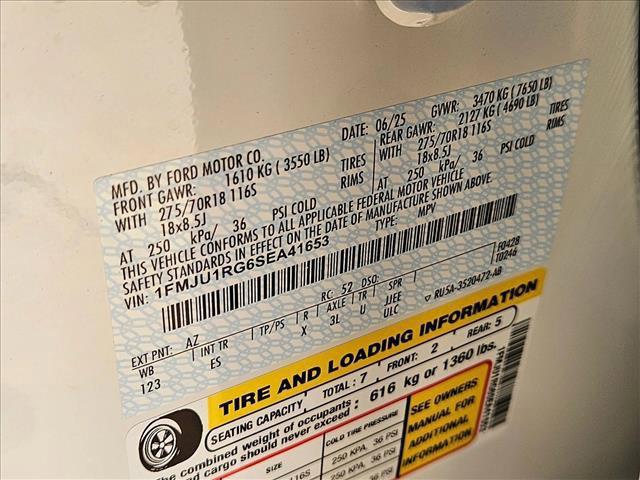 MFD. BY FORD MOTOR CO.
DATE: 06/25 GVWR: 3470 KG (7650 LB)
FRONT GAWR: 1610 KG ( 3550 LB)
REAR GAWR: 2127 KG ( 4690 LB)
WITH 275/70R18 116S TIRES
WITH 275/70R18 116S TIRES
18x8.5J RIMS
18x8.5J RIMS
AT 250 kPa/ 36 PSI COLD
AT 250 kPa/ 36 PSI COLD
THIS VEHICLE CONFORMS TO ALL APPLICABLE FEDERAL MOTOR VEHICLE
SAFETY STANDARDS IN EFFECT ON THE DATE OF MANUFACTURE SHOWN ABOVE.
VIN: 1FMJU1RG6SEA41653
TYPE: MPV
F0428
T0246
EXT PNT: AZ RC: 52 DSO:
WB INT TR TP/PS R AXLE TR SPR
123 ES X 3L U JJEE
ULC
RU5A-3520472-AB
TIRE AND LOADING INFORMATION
SEATING CAPACITY, TOTAL: 7 FRONT: 2 REAR: 5
The combined weight of occupants
and cargo should never exceed : 616 kg or 1360 lbs.
SIZE COLD TIRE PRESSURE
116S 250 KPA, 36 PSI
250 KPA, 36 PSI
SEE OWNERS
MANUAL FOR
ADDITIONAL
INFORMATION